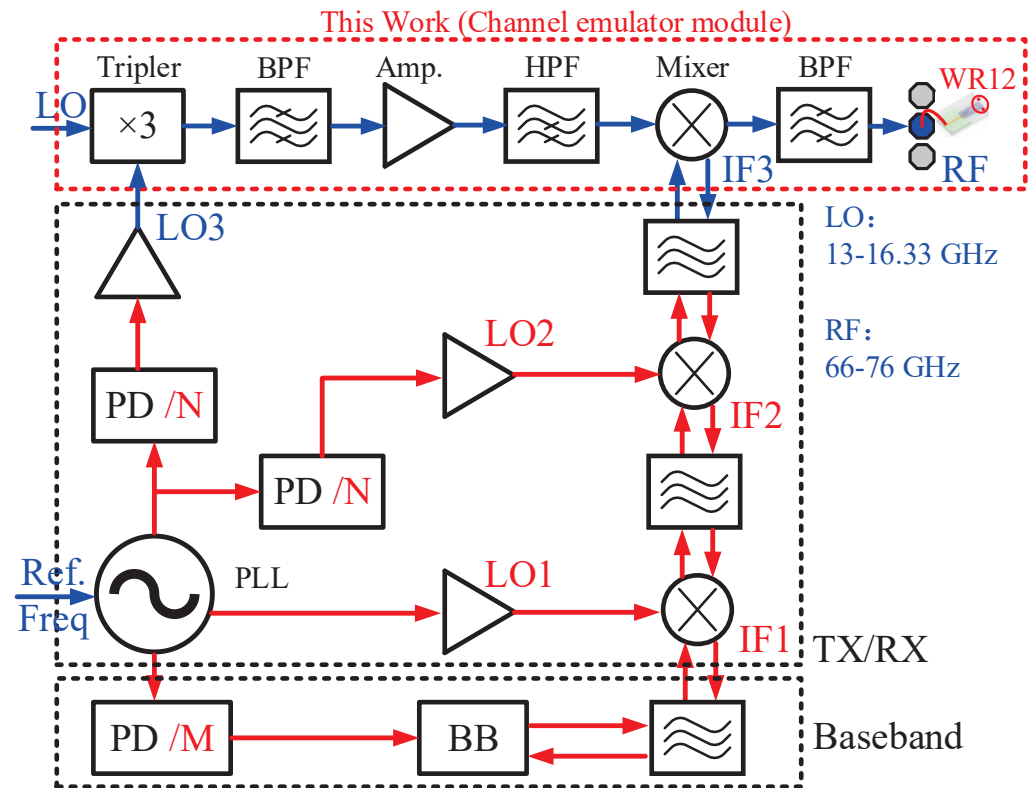 This Work (Channel emulator module)
Tripler
BPF
Amp.
HPF
Mixer
BPF
WR12
LO
×3
IF3
RF
LO3
LO：
13-16.33 GHz
LO2
RF：
66-76 GHz
PD /N
IF2
PD /N
Ref.
Freq
PLL
LO1
IF1
TX/RX
PD /M
BB
Baseband